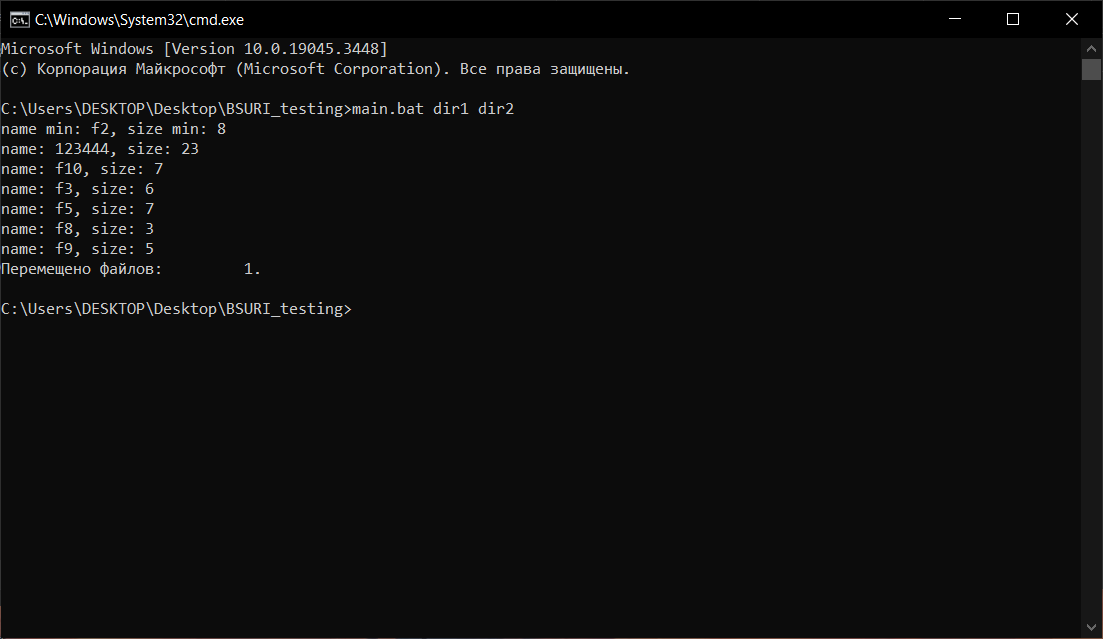 C:\Windows\System32\cmd.exe
Microsoft Windows [Version 10.0.19045.3448]
(c) Корпорация Майкрософт (Microsoft Corporation). Все права защищены.
C:\Users\DESKTOP\Desktop\BSURI_testing>main.bat dir1 dir2
name min: f2, size min: 8
name: 123444, size: 23
name: f10, size: 7
name: f3, size: 6
name: f5, size: 7
name: f8, size: 3
name: f9, size: 5
Перемещено файлов:         1.
C:\Users\DESKTOP\Desktop\BSURI_testing>